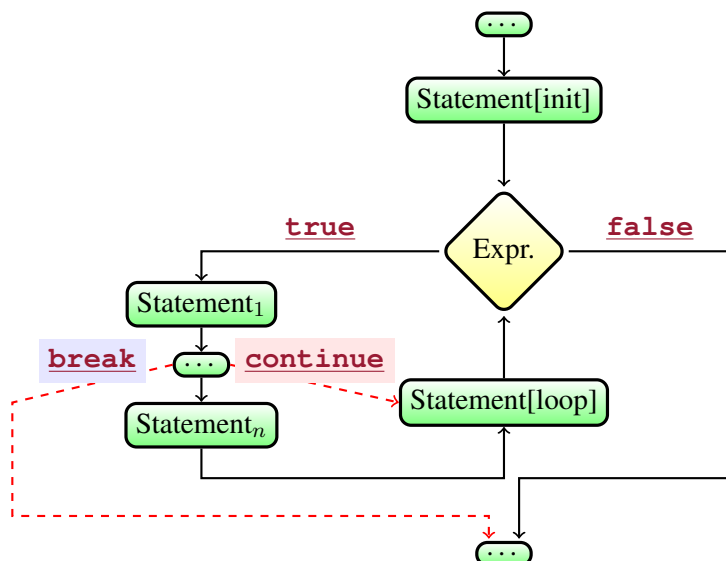 ...
Statement[init]
true
false
Expr.
Statement₁
break
...
continue
Statement[loop]
Statementₙ
...